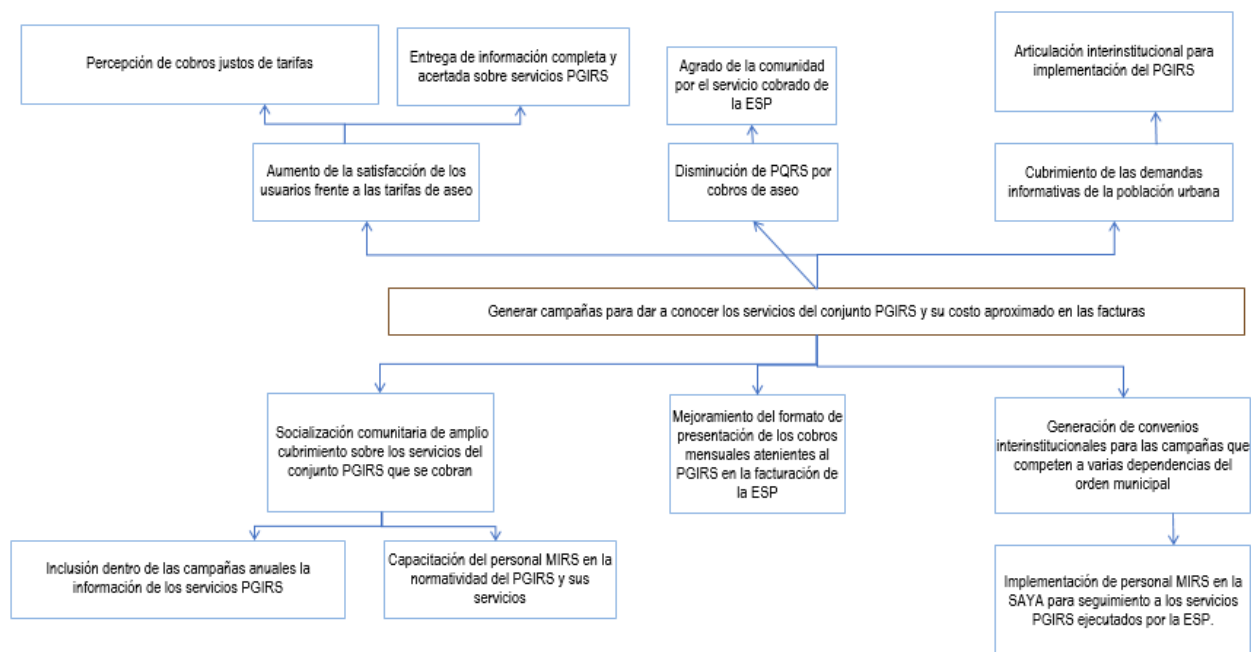 Percepción de cobros justos de tarifas
Entrega de información completa y
acertada sobre servicios PGIRS
Agrado de la comunidad
por el servicio cobrado de
la ESP
Articulación interinstitucional para
implementación del PGIRS
Aumento de la satisfacción de los
usuarios frente a las tarifas de aseo
Disminución de PQRS por
cobros de aseo
Cubrimiento de las demandas
informativas de la población urbana
Generar campañas para dar a conocer los servicios del conjunto PGIRS y su costo aproximado en las facturas
Socialización comunitaria de amplio
cubrimiento sobre los servicios del
conjunto PGIRS que se cobran
Mejoramiento del formato de
presentación de los cobros
mensuales atenientes al
PGIRS en la facturación de
la ESP
Generación de convenios
interinstitucionales para las campañas que
competen a varias dependencias del
orden municipal
Inclusión dentro de las campañas anuales la
información de los servicios PGIRS
Capacitación del personal MIRS en la
normatividad del PGIRS y sus
servicios
Implementación de personal MIRS en la
SAYA para seguimiento a los servicios
PGIRS ejecutados por la ESP.